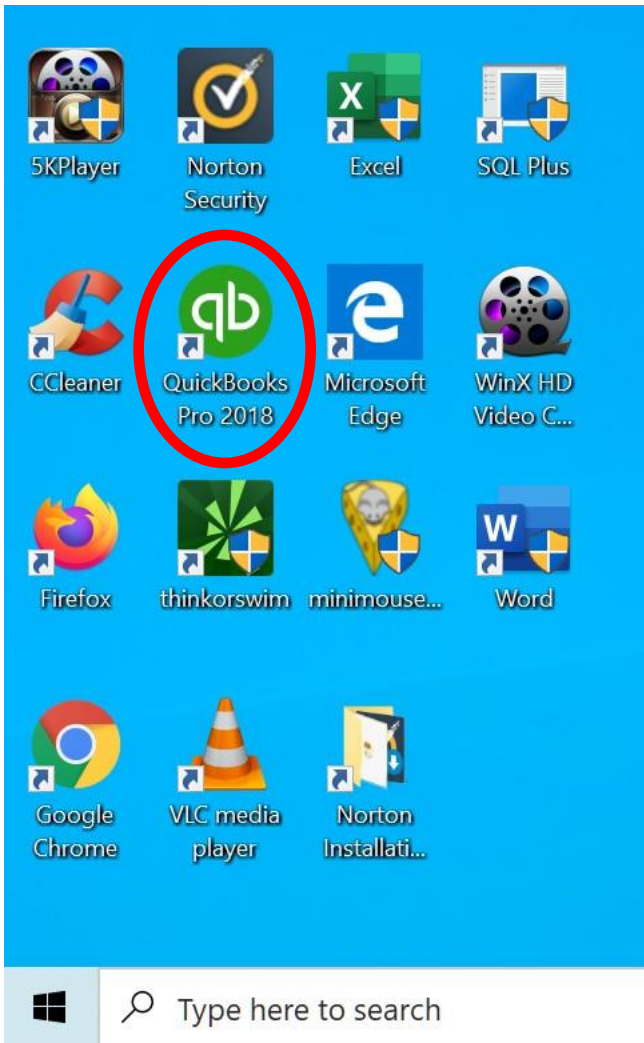 5KPlayer
Norton
Security
Excel
SQL Plus
CCleaner
qb
QuickBooks
Pro 2018
Microsoft
Edge
WinX HD
Video C...
Firefox
thinkorswim
minimouse...
Word
Google
Chrome
VLC media
player
Norton
Installati...
Type here to search